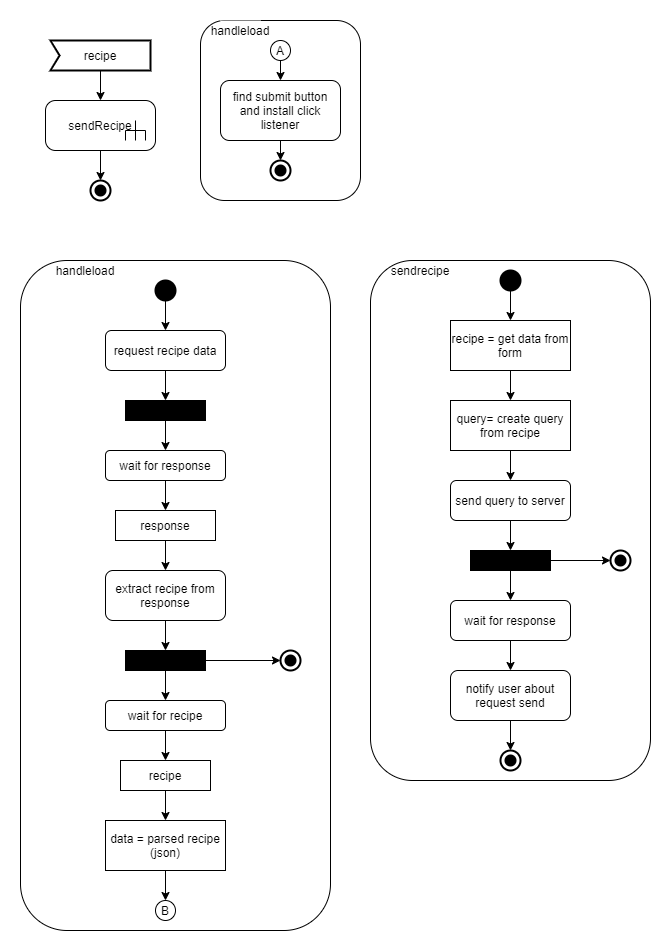 recipe
sendRecipe
handleload
A
find submit button
and install click
listener
handleload
request recipe data
wait for response
response
extract recipe from
response
wait for recipe
recipe
data = parsed recipe
(json)
B
sendrecipe
recipe = get data from
form
query= create query
from recipe
send query to server
wait for response
notify user about
request send